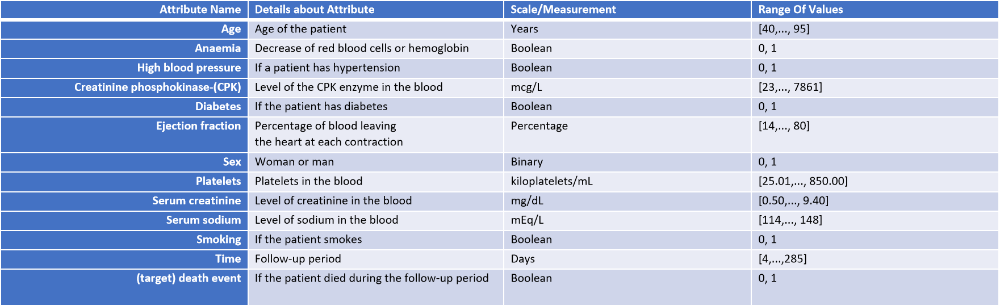 Attribute Name Details about Attribute Scale/Measurement Range Of Values
Age Age of the patient Years [40,..., 95]
Anaemia Decrease of red blood cells or hemoglobin Boolean 0, 1
High blood pressure If a patient has hypertension Boolean 0, 1
Creatinine phosphokinase-(CPK) Level of the CPK enzyme in the blood mcg/L [23,..., 7861]
Diabetes If the patient has diabetes Boolean 0, 1
Ejection fraction Percentage of blood leaving Percentage [14,..., 80]
the heart at each contraction
Sex Woman or man Binary 0, 1
Platelets Platelets in the blood kiloplatelets/mL [25.01,..., 850.00]
Serum creatinine Level of creatinine in the blood mg/dL [0.50,..., 9.40]
Serum sodium Level of sodium in the blood mEq/L [114,..., 148]
Smoking If the patient smokes Boolean 0, 1
Time Follow-up period Days [4,...,285]
(target) death event If the patient died during the follow-up period Boolean 0, 1